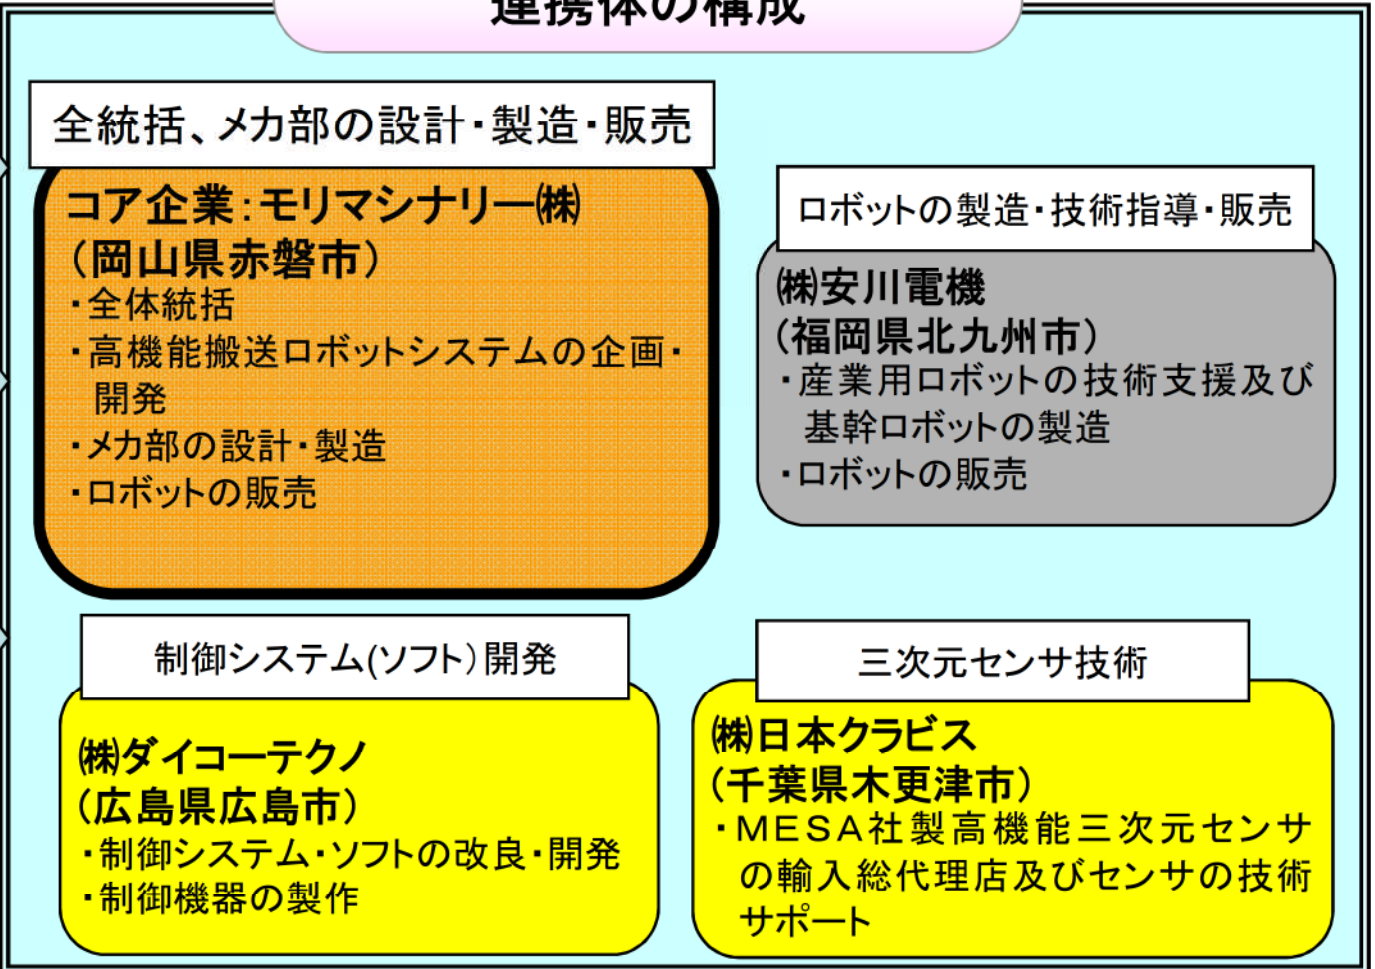 連携体の構成
全統括、メカ部の設計・製造・販売
コア企業：モリマシナリー㈱
（岡山県赤磐市）
・全体統括
・高機能搬送ロボットシステムの企画・
開発
・メカ部の設計・製造
・ロボットの販売
ロボットの製造・技術指導・販売
㈱安川電機
(福岡県北九州市）
・産業用ロボットの技術支援及び
基幹ロボットの製造
・ロボットの販売
制御システム(ソフト）開発
㈱ダイコーテクノ
(広島県広島市）
・制御システム・ソフトの改良・開発
・制御機器の製作
三次元センサ技術
㈱日本クラビス
(千葉県木更津市）
・ＭＥＳＡ社製高機能三次元センサ
の輸入総代理店及びセンサの技術
サポート